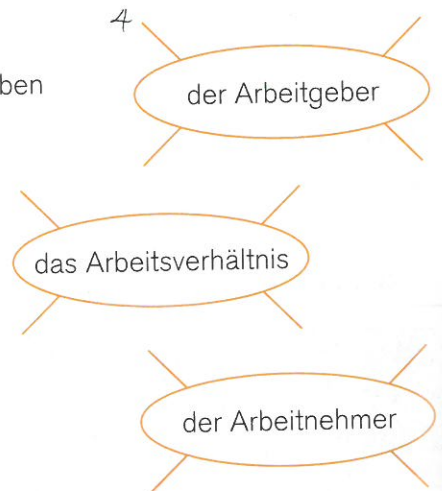 4
ben
der Arbeitgeber
das Arbeitsverhältnis
der Arbeitnehmer